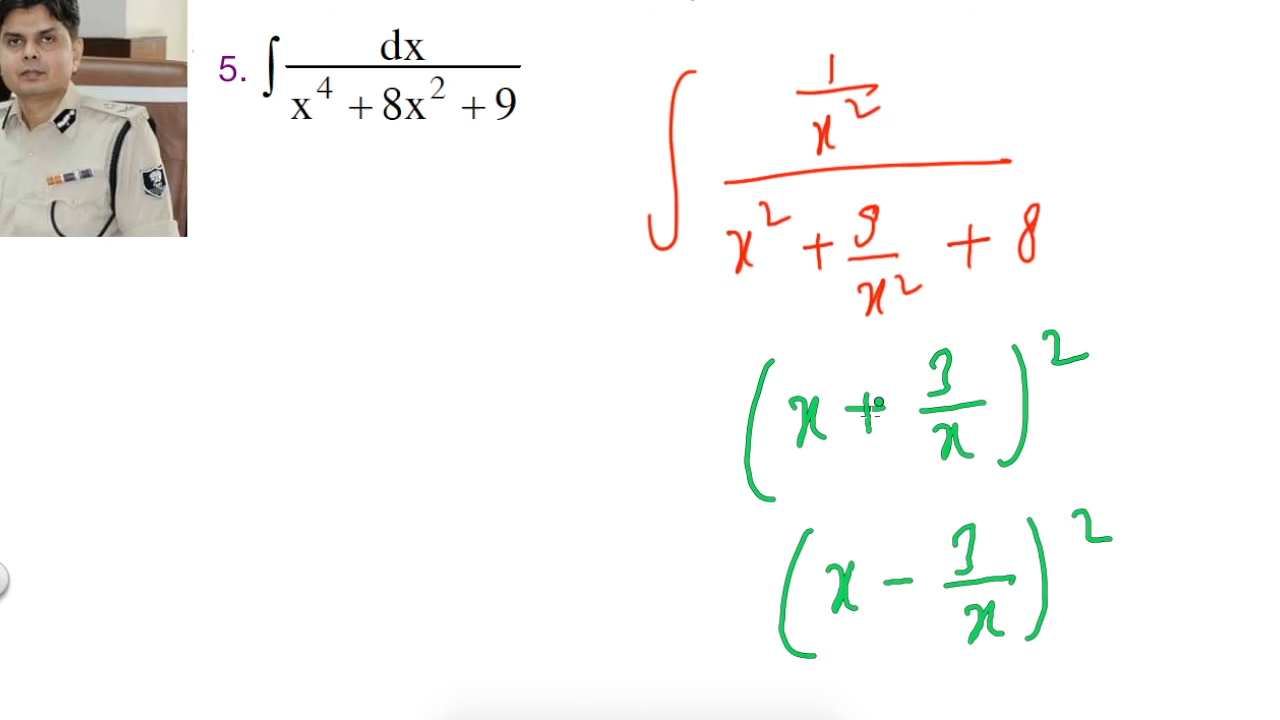 5. ∫ dx / (x⁴ + 8x² + 9)
∫ (1/x²) / (x² + 9/x² + 8)
(x + 3/x)²
(x - 3/x)²